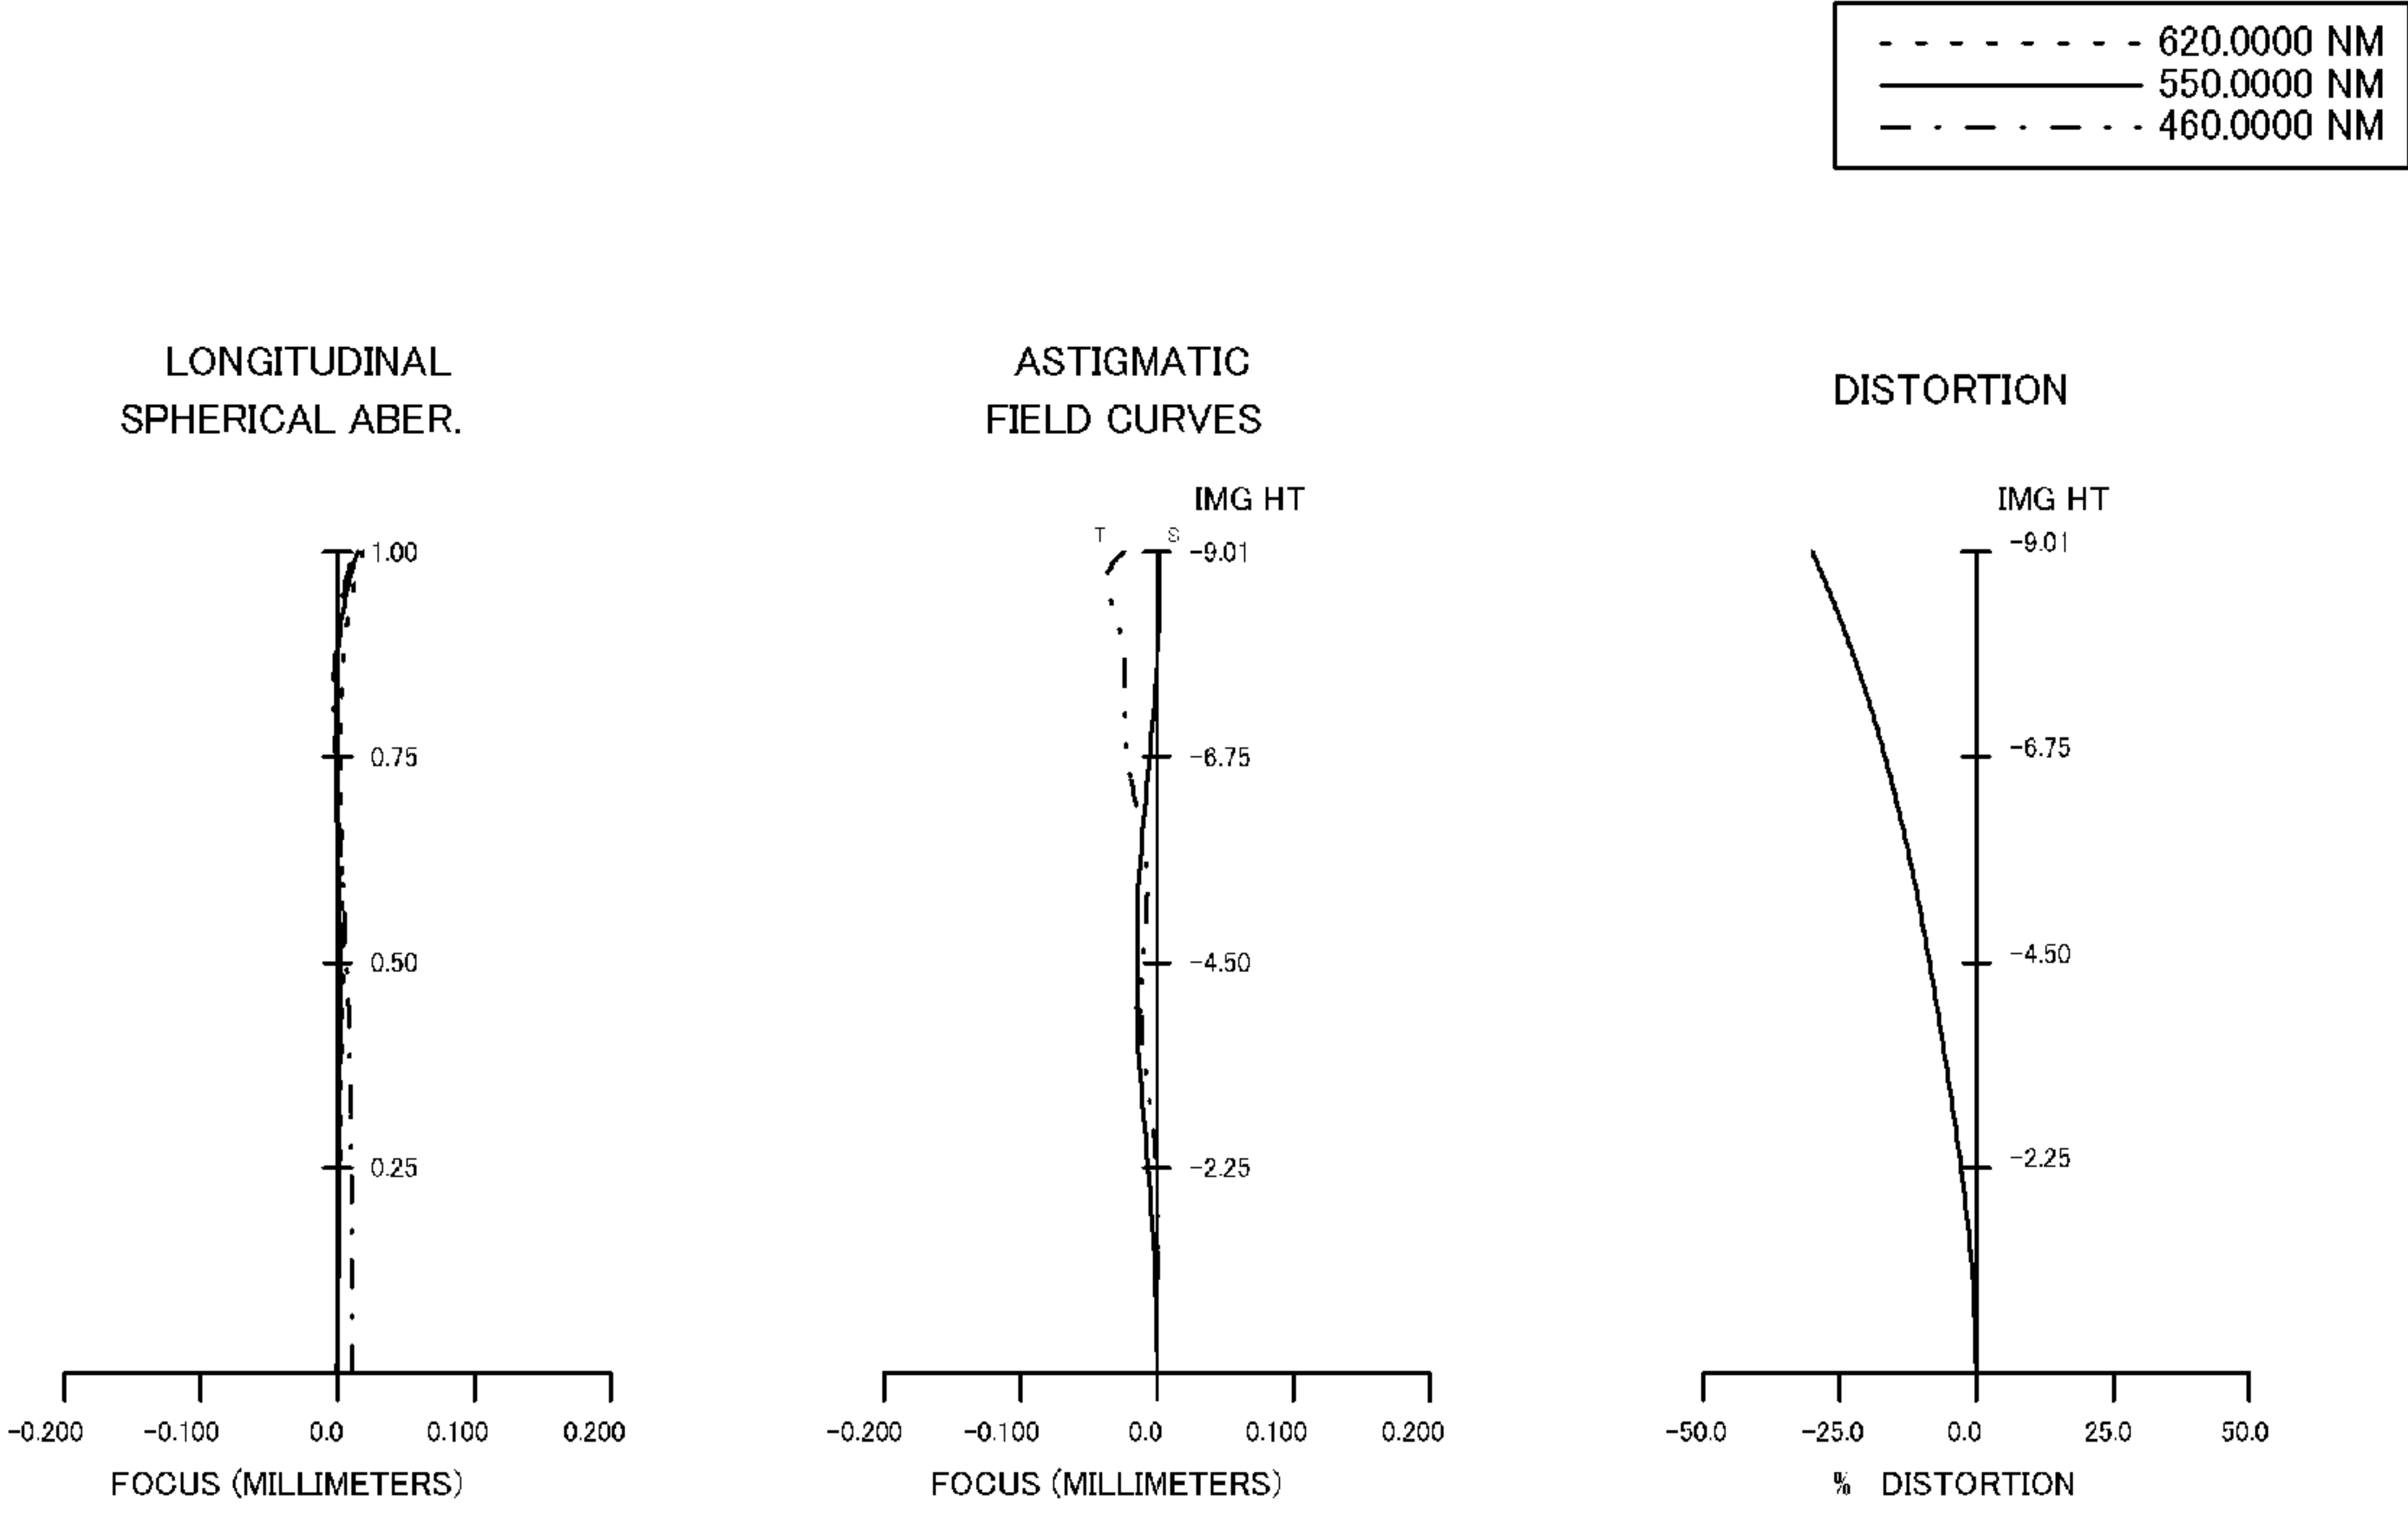 620.0000 NM
550.0000 NM
460.0000 NM
LONGITUDINAL
SPHERICAL ABER.
1.00
0.75
0.50
0.25
-0.200 -0.100 0.0 0.100 0.200
FOCUS (MILLIMETERS)
ASTIGMATIC
FIELD CURVES
IMG HT
T S
-9.01
-6.75
-4.50
-2.25
-0.200 -0.100 0.0 0.100 0.200
FOCUS (MILLIMETERS)
DISTORTION
IMG HT
-9.01
-6.75
-4.50
-2.25
-50.0 -25.0 0.0 25.0 50.0
% DISTORTION